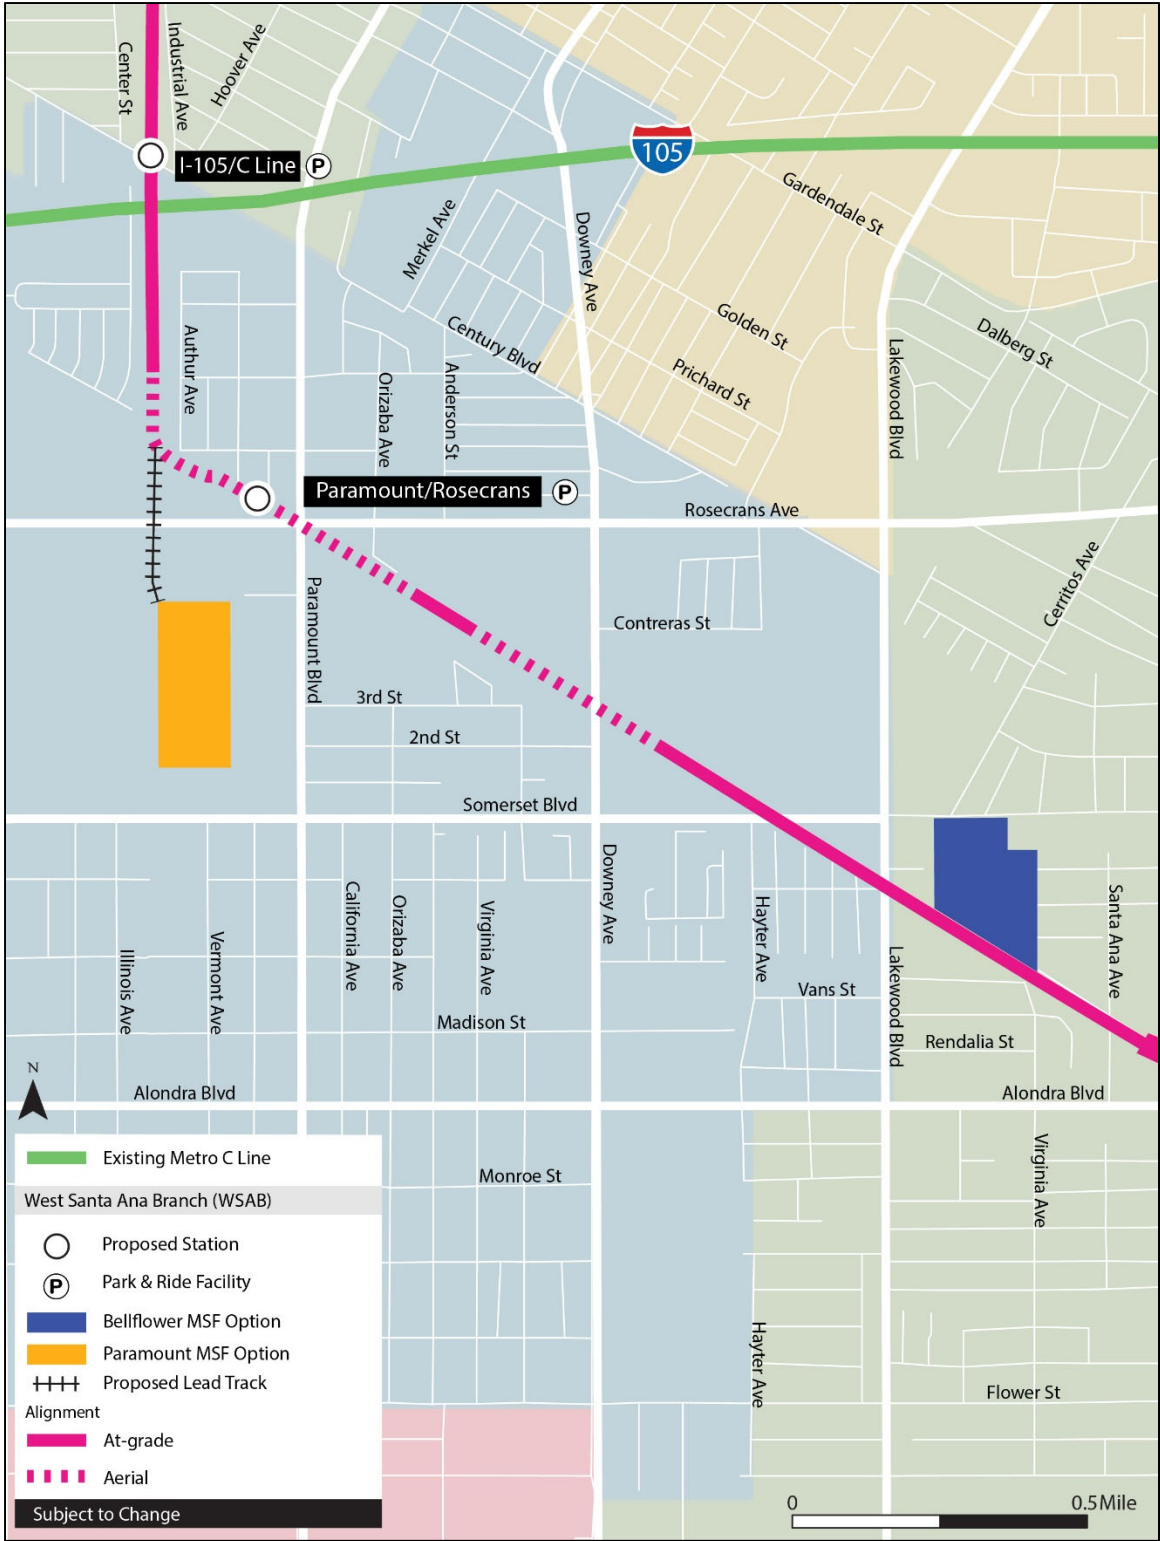 Center St
Industrial Ave
Hoover Ave
I-105/C Line
P
105
Gardendale St
Merkel Ave
Downey Ave
Golden St
Dalberg St
Century Blvd
Prichard St
Lakewood Blvd
Authur Ave
Orizaba Ave
Anderson St
Paramount/Rosecrans
P
Rosecrans Ave
Cerritos Ave
Paramount Blvd
Contreras St
3rd St
2nd St
Somerset Blvd
Downey Ave
California Ave
Orizaba Ave
Virginia Ave
Hayter Ave
Santa Ana Ave
Illinois Ave
Vermont Ave
Lakewood Blvd
Vans St
Madison St
Rendalia St
N
Alondra Blvd
Alondra Blvd
Monroe St
Virginia Ave
Hayter Ave
Flower St
Existing Metro C Line
West Santa Ana Branch (WSAB)
Proposed Station
P
Park & Ride Facility
Bellflower MSF Option
Paramount MSF Option
Proposed Lead Track
Alignment
At-grade
Aerial
Subject to Change
0 0.5Mile